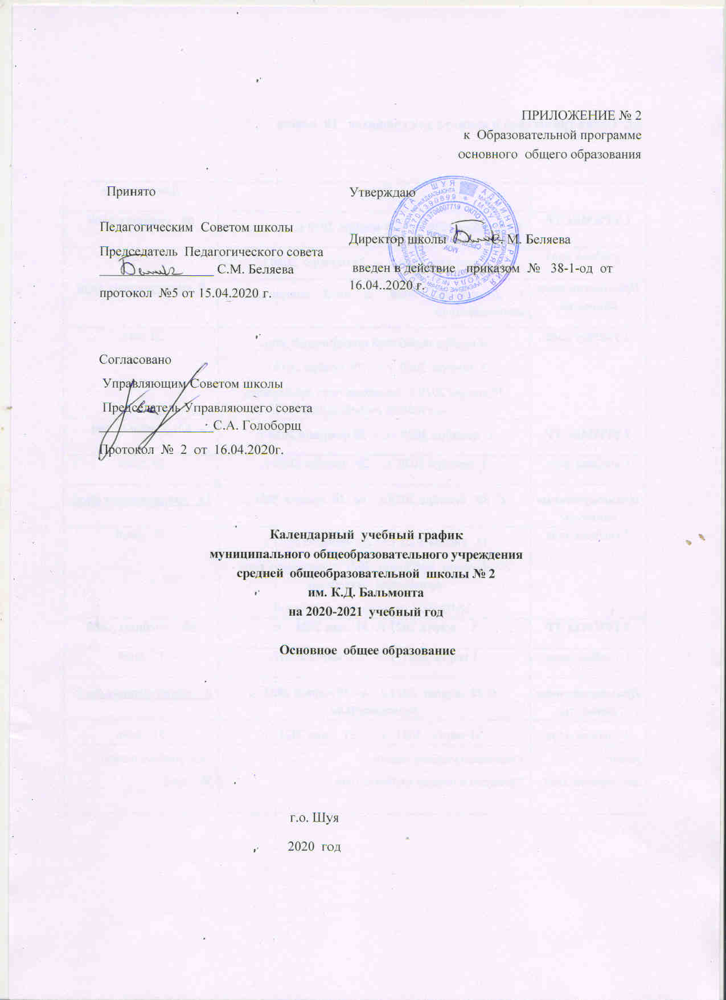 ПРИЛОЖЕНИЕ № 2
к Образовательной программе
основного общего образования
Принято
Педагогическим Советом школы
Председатель Педагогического совета
С.М. Беляева
протокол №5 от 15.04.2020 г.
Утверждаю
Директор школы С. М. Беляева
введен в действие приказом № 38-1-од от
16.04..2020 г.
Согласовано
Управляющим Советом школы
Председатель Управляющего совета
С.А. Голоборщ
Протокол № 2 от 16.04.2020г.
Календарный учебный график
муниципального общеобразовательного учреждения
средней общеобразовательной школы № 2
им. К.Д. Бальмонта
на 2020-2021 учебный год
Основное общее образование
г.о. Шуя
2020 год